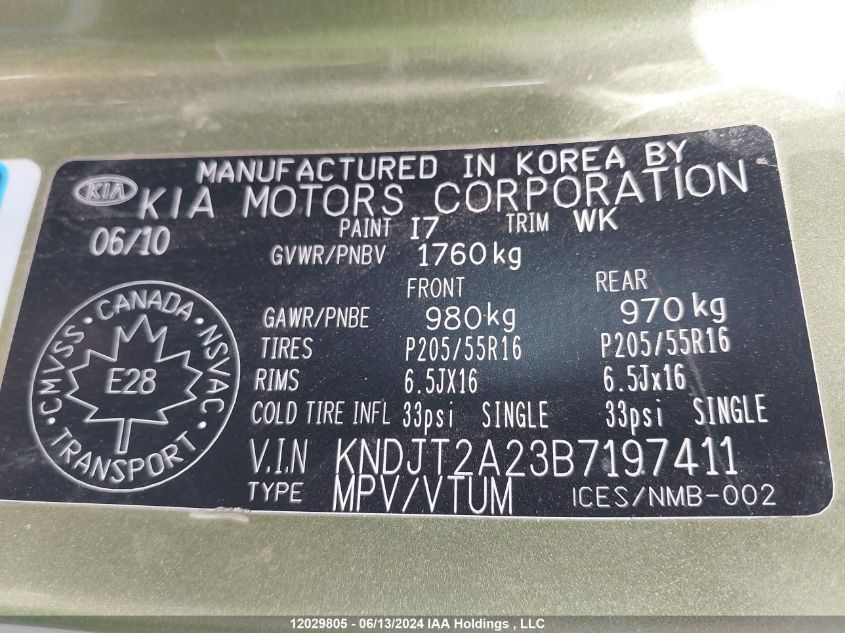 MANUFACTURED IN KOREA BY
KIA KIA MOTORS CORPORATION
06/10 PAINT I7 TRIM WK
GVWR/PNBV 1760kg
FRONT REAR
GAWR/PNBE 980kg 970kg
TIRES P205/55R16 P205/55R16
RIMS 6.5JX16 6.5Jx16
COLD TIRE INFL 33psi SINGLE 33psi SINGLE
V.I.N KNDJT2A23B7197411
TYPE MPV/VTUM ICES/NMB-002
CMVSS · CANADA · NSVAC · TRANSPORT ·
E28
12029805 - 06/13/2024 IAA Holdings , LLC